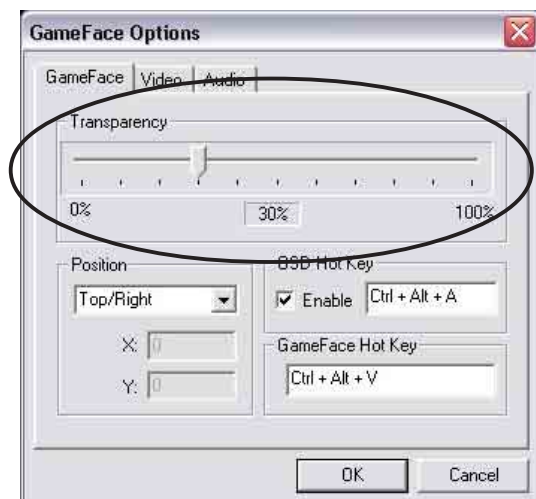 GameFace Options
GameFace Video Audio
Transparency
0% 30% 100%
Position
Top/Right
X: 0
Y: 0
OSD Hot Key
Enable Ctrl + Alt + A
GameFace Hot Key
Ctrl + Alt + V
OK Cancel